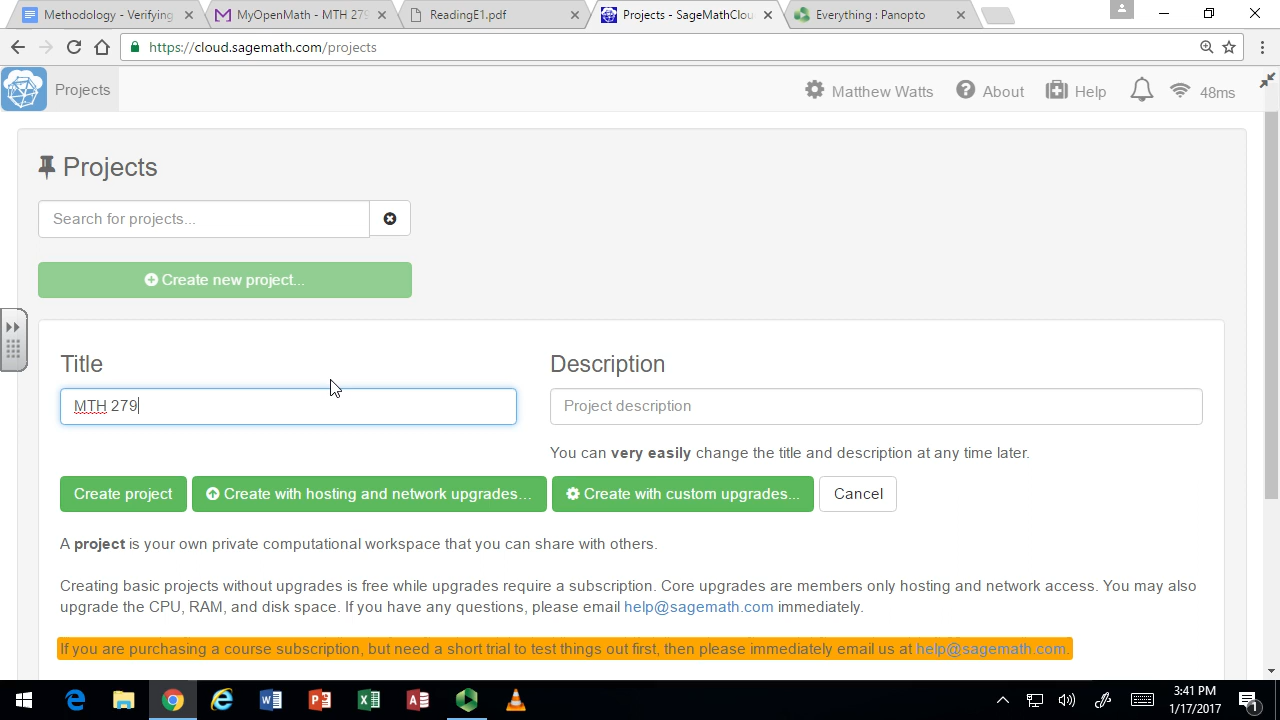 Methodology - Verifying
MyOpenMath - MTH 279
ReadingE1.pdf
Projects - SageMathClou
Everything : Panopto
https://cloud.sagemath.com/projects
Projects
Matthew Watts
About
Help
48ms
Projects
Search for projects...
Create new project...
Title
Description
MTH 279
Project description
You can very easily change the title and description at any time later.
Create project
Create with hosting and network upgrades...
Create with custom upgrades...
Cancel
A project is your own private computational workspace that you can share with others.
Creating basic projects without upgrades is free while upgrades require a subscription. Core upgrades are members only hosting and network access. You may also
upgrade the CPU, RAM, and disk space. If you have any questions, please email help@sagemath.com immediately.
If you are purchasing a course subscription, but need a short trial to test things out first, then please immediately email us at help@sagemath.com.
3:41 PM
1/17/2017
1